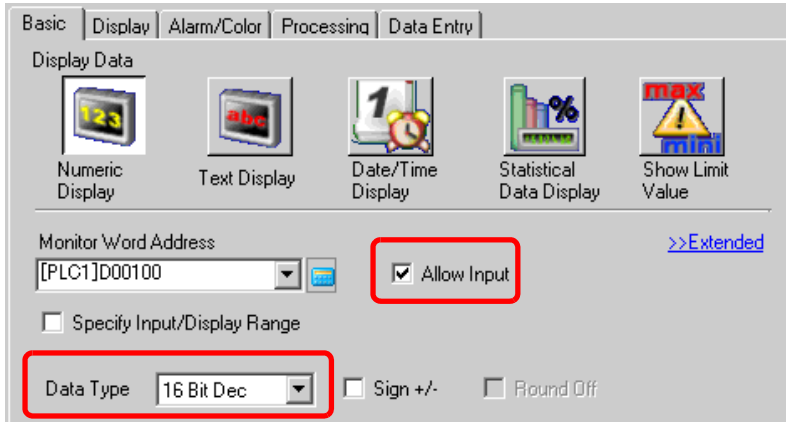 Basic Display Alarm/Color Processing Data Entry
Display Data
123 abc 1 % max mini
Numeric Display
Text Display
Date/Time Display
Statistical Data Display
Show Limit Value
Monitor Word Address
>>Extended
[PLC1]D00100
Allow Input
Specify Input/Display Range
Data Type 16 Bit Dec Sign +/- Round Off